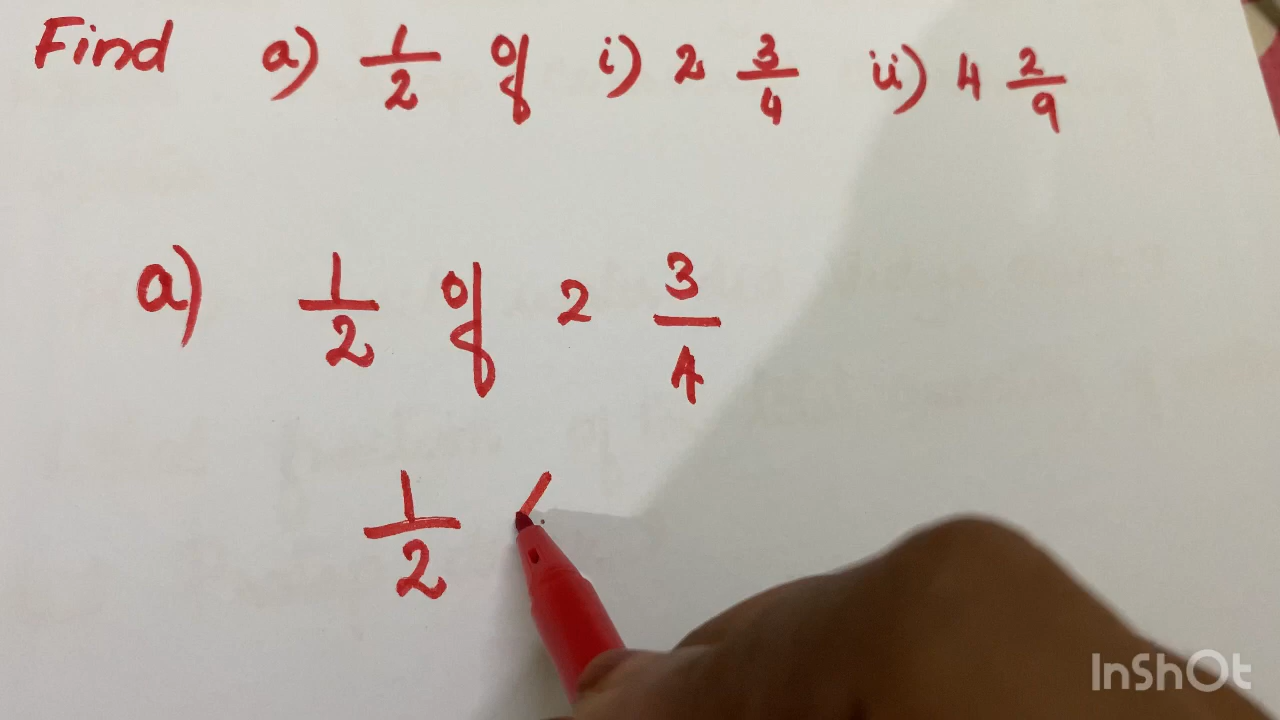 Find a) 1/2 of i) 2 3/4 ii) 4 2/9
a) 1/2 of 2 3/4
1/2
InShOt